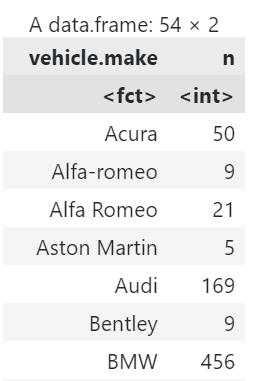 A data.frame: 54 × 2
vehicle.make n
<fct> <int>
Acura 50
Alfa-romeo 9
Alfa Romeo 21
Aston Martin 5
Audi 169
Bentley 9
BMW 456